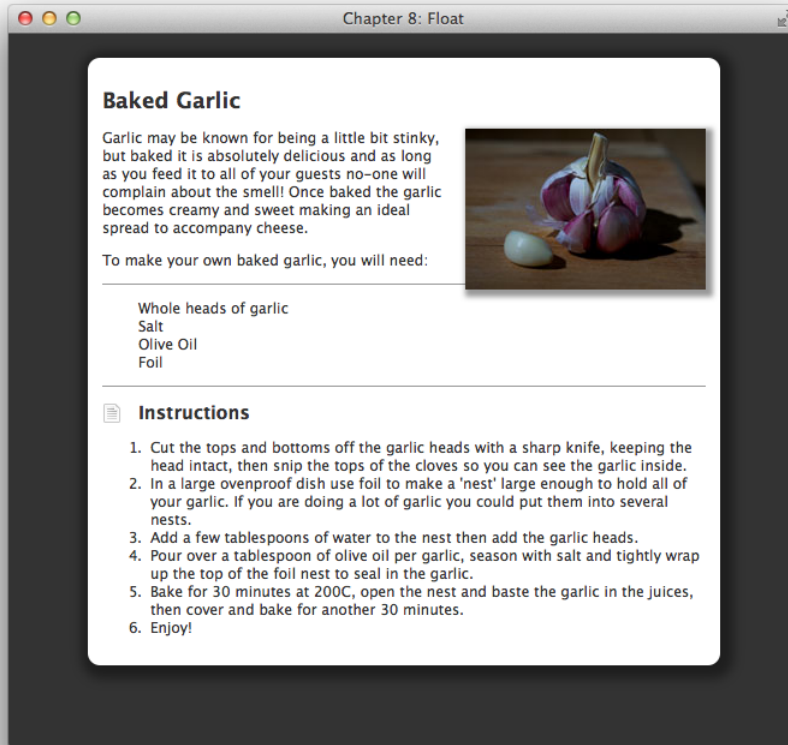 Chapter 8: Float
Baked Garlic
Garlic may be known for being a little bit stinky,
but baked it is absolutely delicious and as long
as you feed it to all of your guests no-one will
complain about the smell! Once baked the garlic
becomes creamy and sweet making an ideal
spread to accompany cheese.
To make your own baked garlic, you will need:
Whole heads of garlic
Salt
Olive Oil
Foil
Instructions
1. Cut the tops and bottoms off the garlic heads with a sharp knife, keeping the
head intact, then snip the tops of the cloves so you can see the garlic inside.
2. In a large ovenproof dish use foil to make a 'nest' large enough to hold all of
your garlic. If you are doing a lot of garlic you could put them into several
nests.
3. Add a few tablespoons of water to the nest then add the garlic heads.
4. Pour over a tablespoon of olive oil per garlic, season with salt and tightly wrap
up the top of the foil nest to seal in the garlic.
5. Bake for 30 minutes at 200C, open the nest and baste the garlic in the juices,
then cover and bake for another 30 minutes.
6. Enjoy!